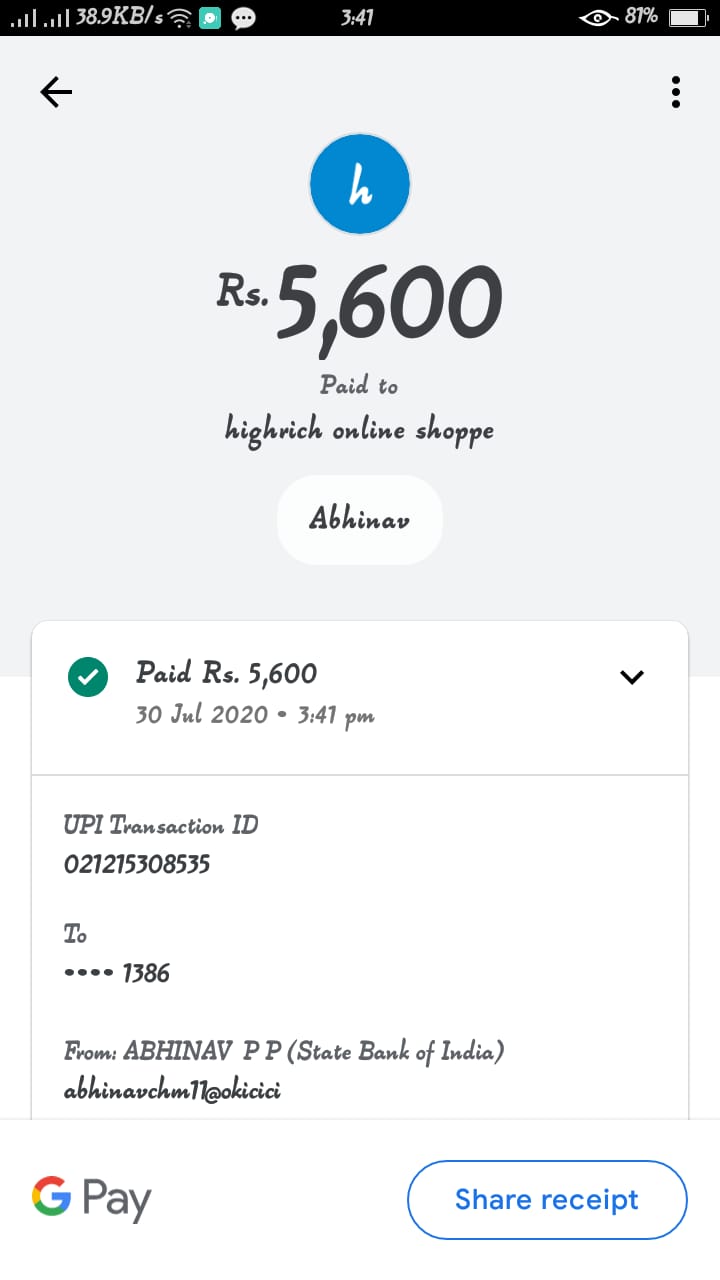 38.9KB/s 3:41 81%
h
Rs. 5,600
Paid to
highrich online shoppe
Abhinav
Paid Rs. 5,600
30 Jul 2020 • 3:41 pm
UPI Transaction ID
021215308535
To
•••• 1386
From: ABHINAV P P (State Bank of India)
abhinavchm11@okicici
G Pay
Share receipt